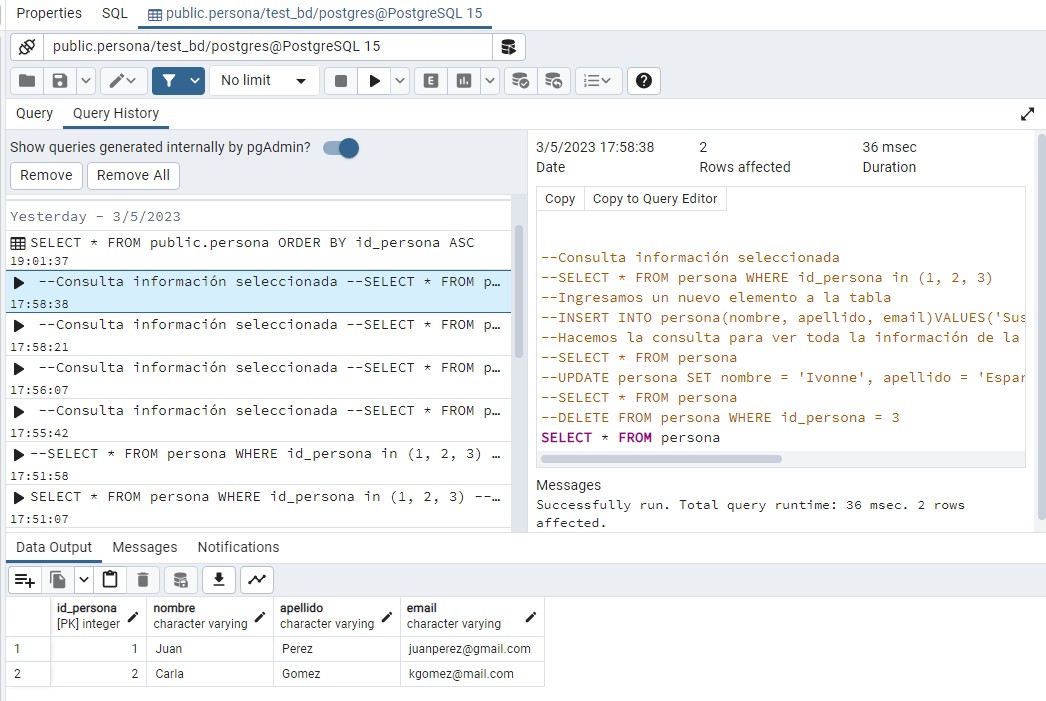 Properties SQL public.persona/test_bd/postgres@PostgreSQL 15
public.persona/test_bd/postgres@PostgreSQL 15
No limit E
Query Query History
Show queries generated internally by pgAdmin?
Remove Remove All
Yesterday - 3/5/2023
SELECT * FROM public.persona ORDER BY id_persona ASC
19:01:37
--Consulta información seleccionada --SELECT * FROM p…
17:58:38
--Consulta información seleccionada --SELECT * FROM p…
17:58:21
--Consulta información seleccionada --SELECT * FROM p…
17:56:07
--Consulta información seleccionada --SELECT * FROM p…
17:55:42
--SELECT * FROM persona WHERE id_persona in (1, 2, 3) …
17:51:58
SELECT * FROM persona WHERE id_persona in (1, 2, 3) --…
17:51:07
3/5/2023 17:58:38 2 36 msec
Date Rows affected Duration
Copy Copy to Query Editor
--Consulta información seleccionada
--SELECT * FROM persona WHERE id_persona in (1, 2, 3)
--Ingresamos un nuevo elemento a la tabla
--INSERT INTO persona(nombre, apellido, email)VALUES('Sus
--Hacemos la consulta para ver toda la información de la
--SELECT * FROM persona
--UPDATE persona SET nombre = 'Ivonne', apellido = 'Espar
--SELECT * FROM persona
--DELETE FROM persona WHERE id_persona = 3
SELECT * FROM persona
Messages
Successfully run. Total query runtime: 36 msec. 2 rows
affected.
Data Output Messages Notifications
id_persona nombre apellido email
[PK] integer character varying character varying character varying
1 1 Juan Perez juanperez@gmail.com
2 2 Carla Gomez kgomez@mail.com